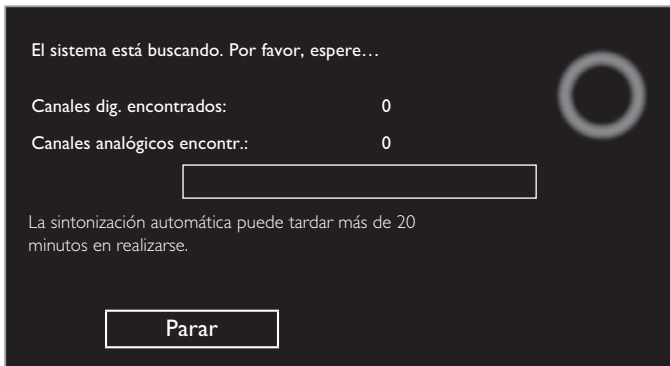 El sistema está buscando. Por favor, espere…
Canales dig. encontrados: 0
Canales analógicos encontr.: 0
La sintonización automática puede tardar más de 20
minutos en realizarse.
Parar